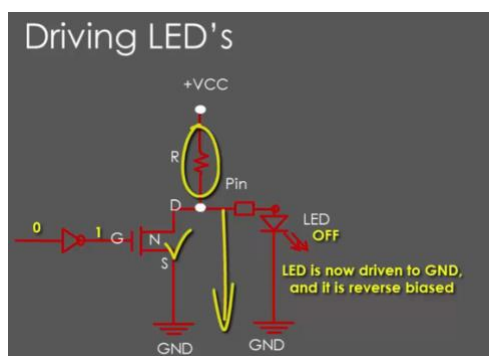 Driving LED's
+VCC
R
Pin
D
0
1
G
N
S
LED
OFF
LED is now driven to GND,
and it is reverse biased
GND
GND